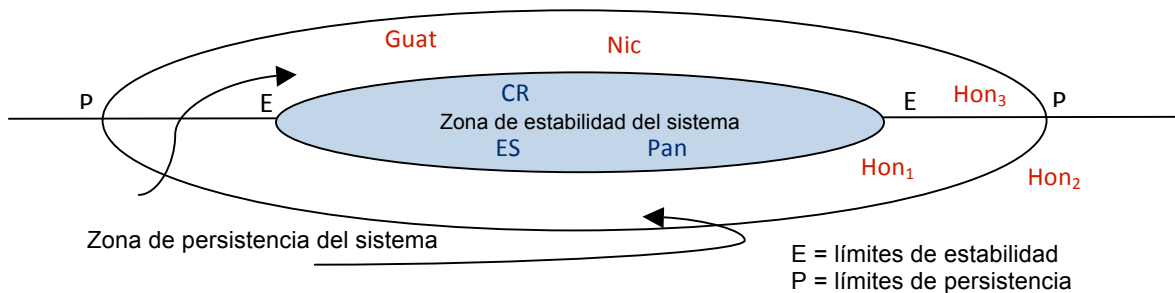 Guat
Nic
P
E
CR
E
Hon₃
P
Zona de estabilidad del sistema
ES
Pan
Hon₁
Hon₂
Zona de persistencia del sistema
E = límites de estabilidad
P = límites de persistencia